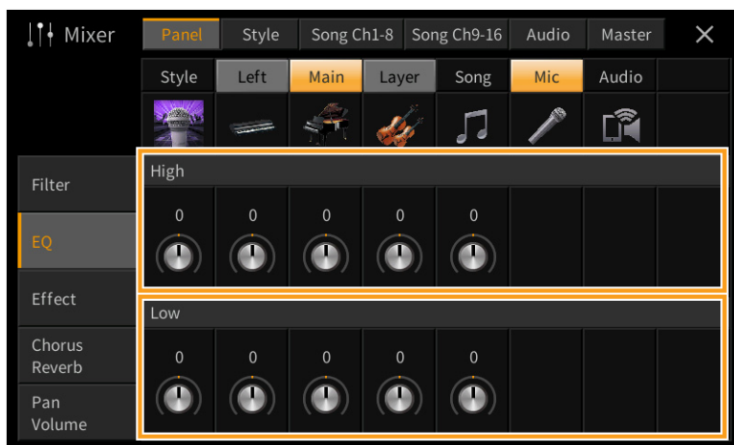 Mixer
Panel Style Song Ch1-8 Song Ch9-16 Audio Master
Style Left Main Layer Song Mic Audio
Filter
EQ
Effect
Chorus
Reverb
Pan
Volume
High
0 0 0 0 0
Low
0 0 0 0 0